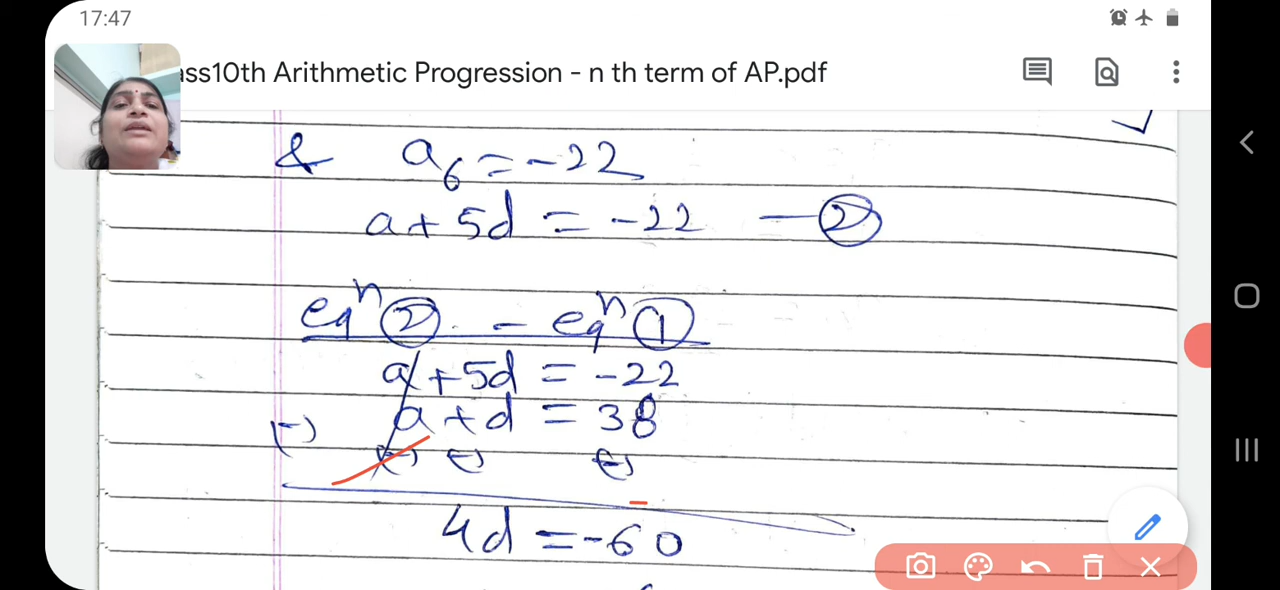 17:47
ass10th Arithmetic Progression - n th term of AP.pdf
& a₆ = -22
a + 5d = -22 — ②
eqⁿ ② - eqⁿ ①
a + 5d = -22
a + d = 38
(-) (-) (-) (-)
4d = -60